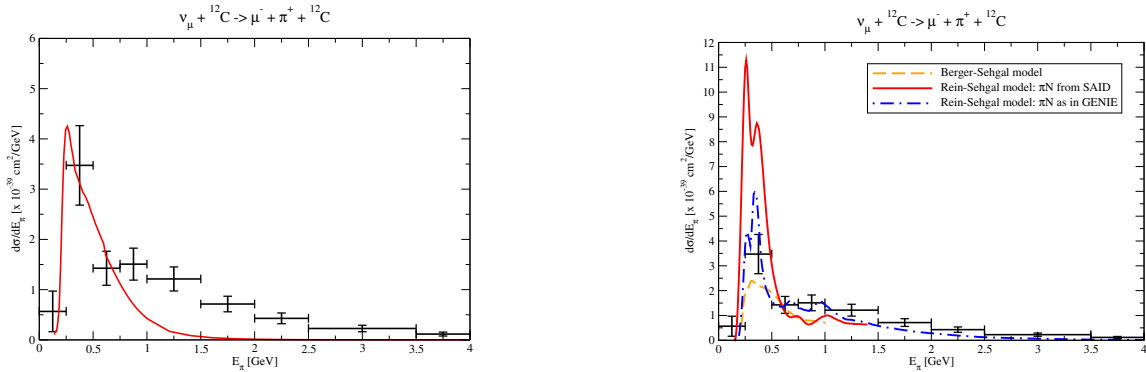 ν_μ + ¹²C -> μ⁻ + π⁺ + ¹²C
6
5
4
3
2
1
0
dσ/dE_π [x 10⁻³⁹ cm²/GeV]
0 0.5 1 1.5 2 2.5 3 3.5 4
E_π [GeV]
ν_μ + ¹²C -> μ⁻ + π⁺ + ¹²C
12
11
10
9
8
7
6
5
4
3
2
1
0
dσ/dE_π [x 10⁻³⁹ cm²/GeV]
Berger-Sehgal model
Rein-Sehgal model: πN from SAID
Rein-Sehgal model: πN as in GENIE
0 0.5 1 1.5 2 2.5 3 3.5 4
E_π [GeV]